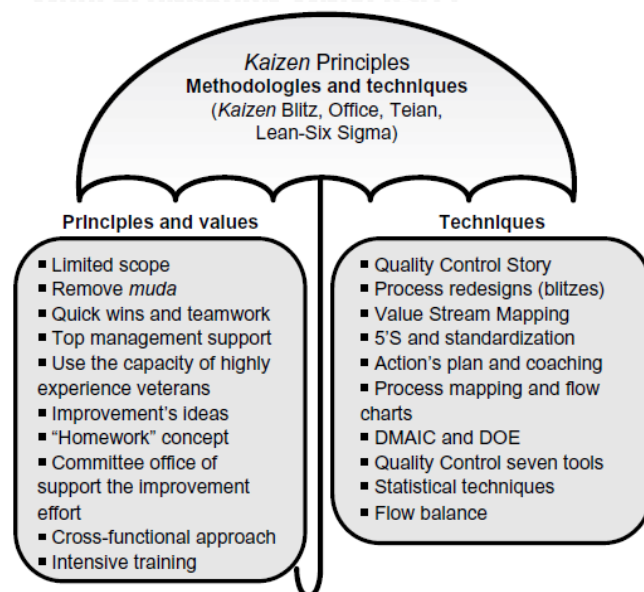 Kaizen Principles
Methodologies and techniques
(Kaizen Blitz, Office, Teian,
Lean-Six Sigma)
Principles and values
■ Limited scope
■ Remove muda
■ Quick wins and teamwork
■ Top management support
■ Use the capacity of highly
experience veterans
■ Improvement's ideas
■ "Homework" concept
■ Committee office of
support the improvement
effort
■ Cross-functional approach
■ Intensive training
Techniques
■ Quality Control Story
■ Process redesigns (blitzes)
■ Value Stream Mapping
■ 5'S and standardization
■ Action's plan and coaching
■ Process mapping and flow
charts
■ DMAIC and DOE
■ Quality Control seven tools
■ Statistical techniques
■ Flow balance